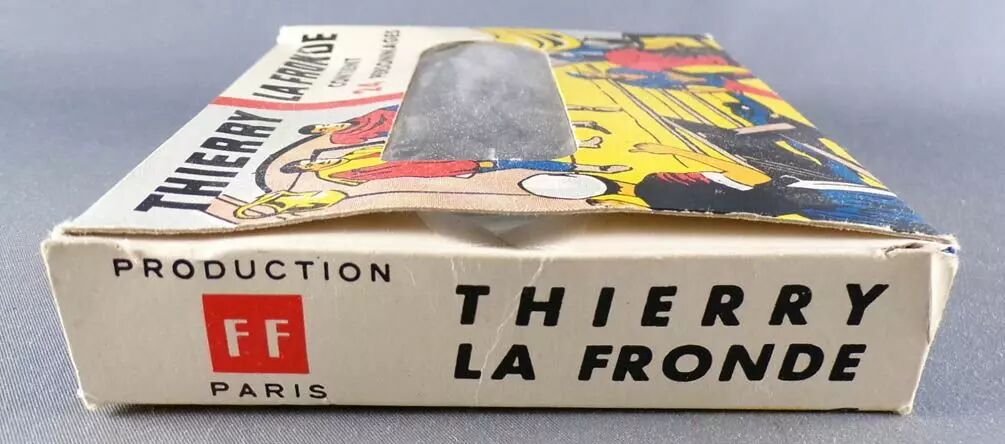 THIERRY
LA FRONDE
CONTIENT
24 PERSONNAGES
PRODUCTION
FF
PARIS
THIERRY
LA FRONDE